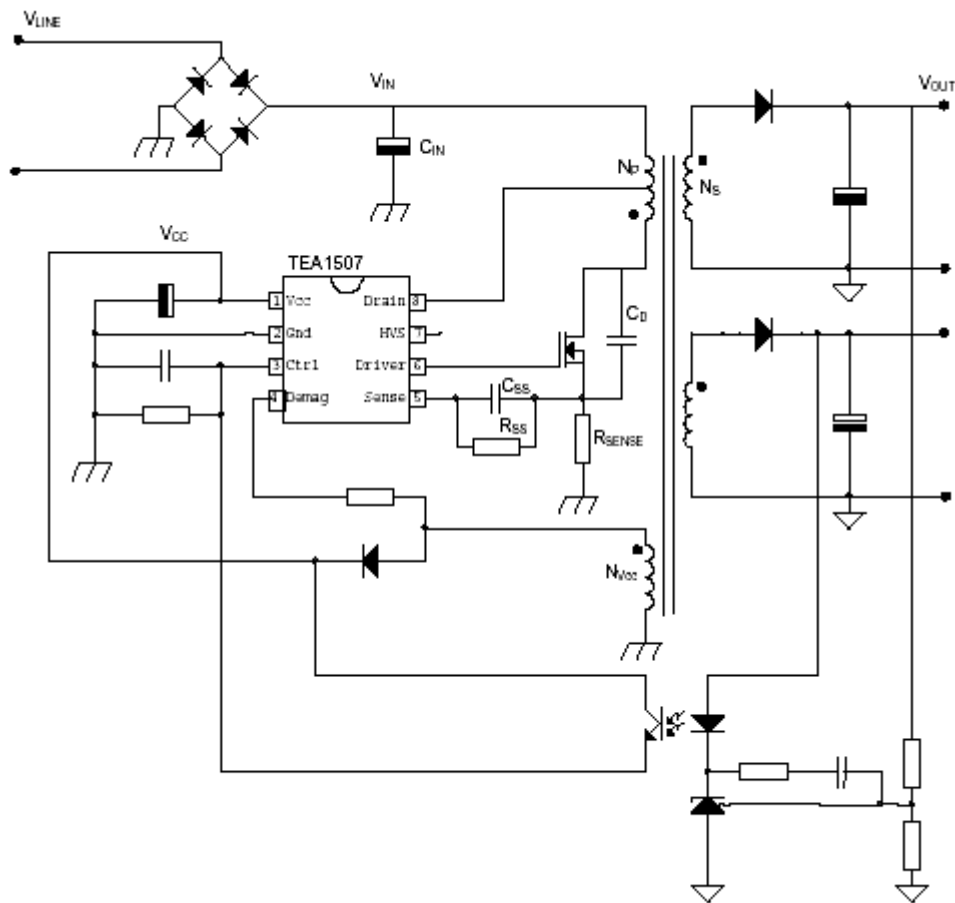 VLINE
VIN
VOUT
CIN
NP
NS
VCC
TEA1507
1 Vcc Drain 8
2 Gnd HVS 7
3 Ctrl Driver 6
4 Demag Sense 5
CD
CSS
RSS
RSENSE
NVcc